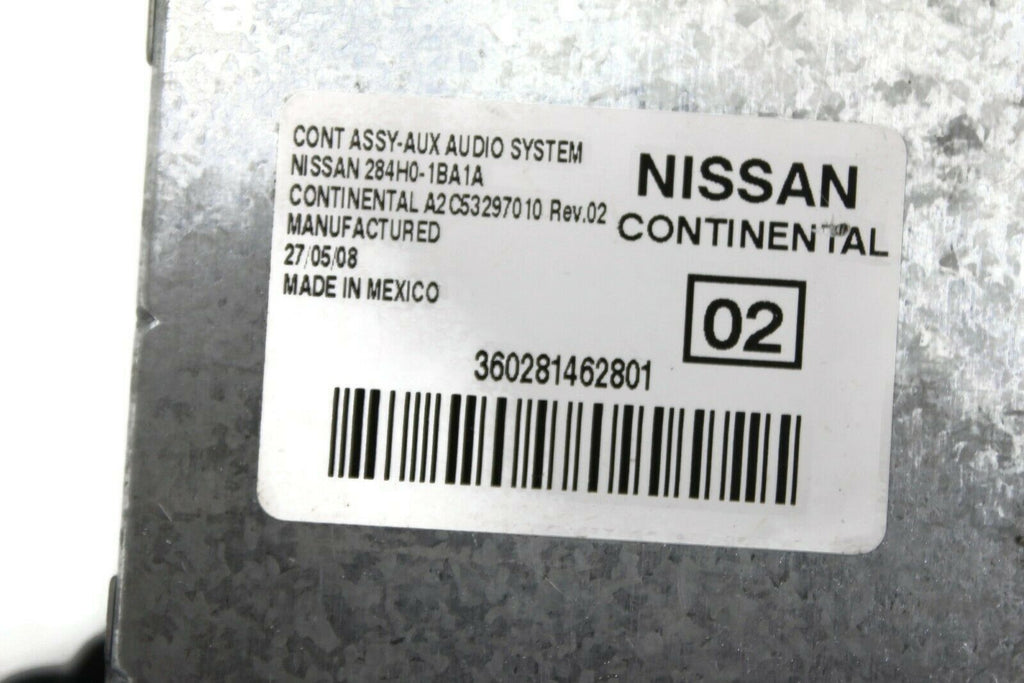 CONT ASSY-AUX AUDIO SYSTEM
NISSAN 284H0-1BA1A
CONTINENTAL A2C53297010 Rev.02
MANUFACTURED
27/05/08
MADE IN MEXICO
NISSAN
CONTINENTAL
02
360281462801